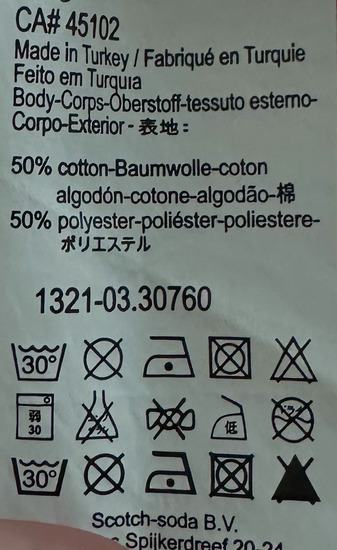 CA# 45102
Made in Turkey / Fabriqué en Turquie
Feito em Turquia
Body-Corps-Oberstoff-tessuto esterno-
Corpo-Exterior - 表地 :
50% cotton-Baumwolle-coton
algodón-cotone-algodão-棉
50% polyester-poliéster-poliestere-
ポリエステル
1321-03.30760
30°
弱
30
低
30°
Scotch-soda B.V.
Spijkerdreef 20-24